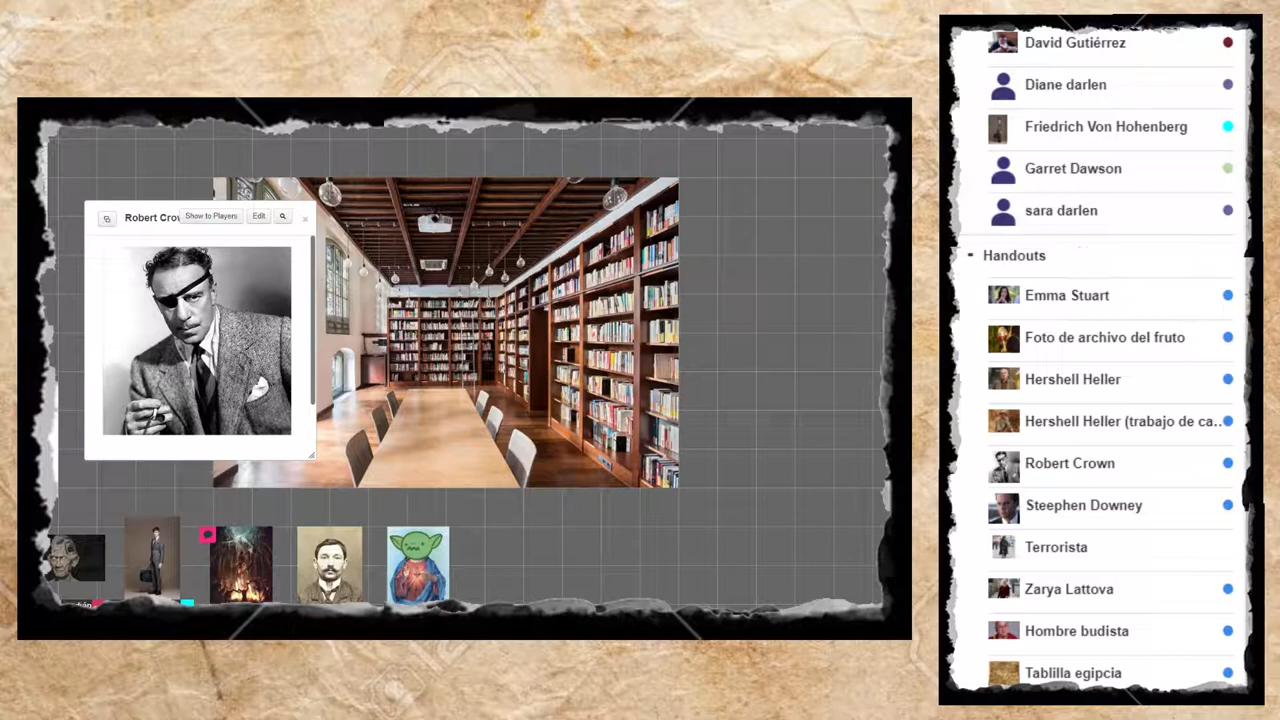 Robert Crow
Show to Players
Edit
David Gutiérrez
Diane darlen
Friedrich Von Hohenberg
Garret Dawson
sara darlen
Handouts
Emma Stuart
Foto de archivo del fruto
Hershell Heller
Hershell Heller (trabajo de ca...
Robert Crown
Steephen Downey
Terrorista
Zarya Lattova
Hombre budista
Tablilla egipcia